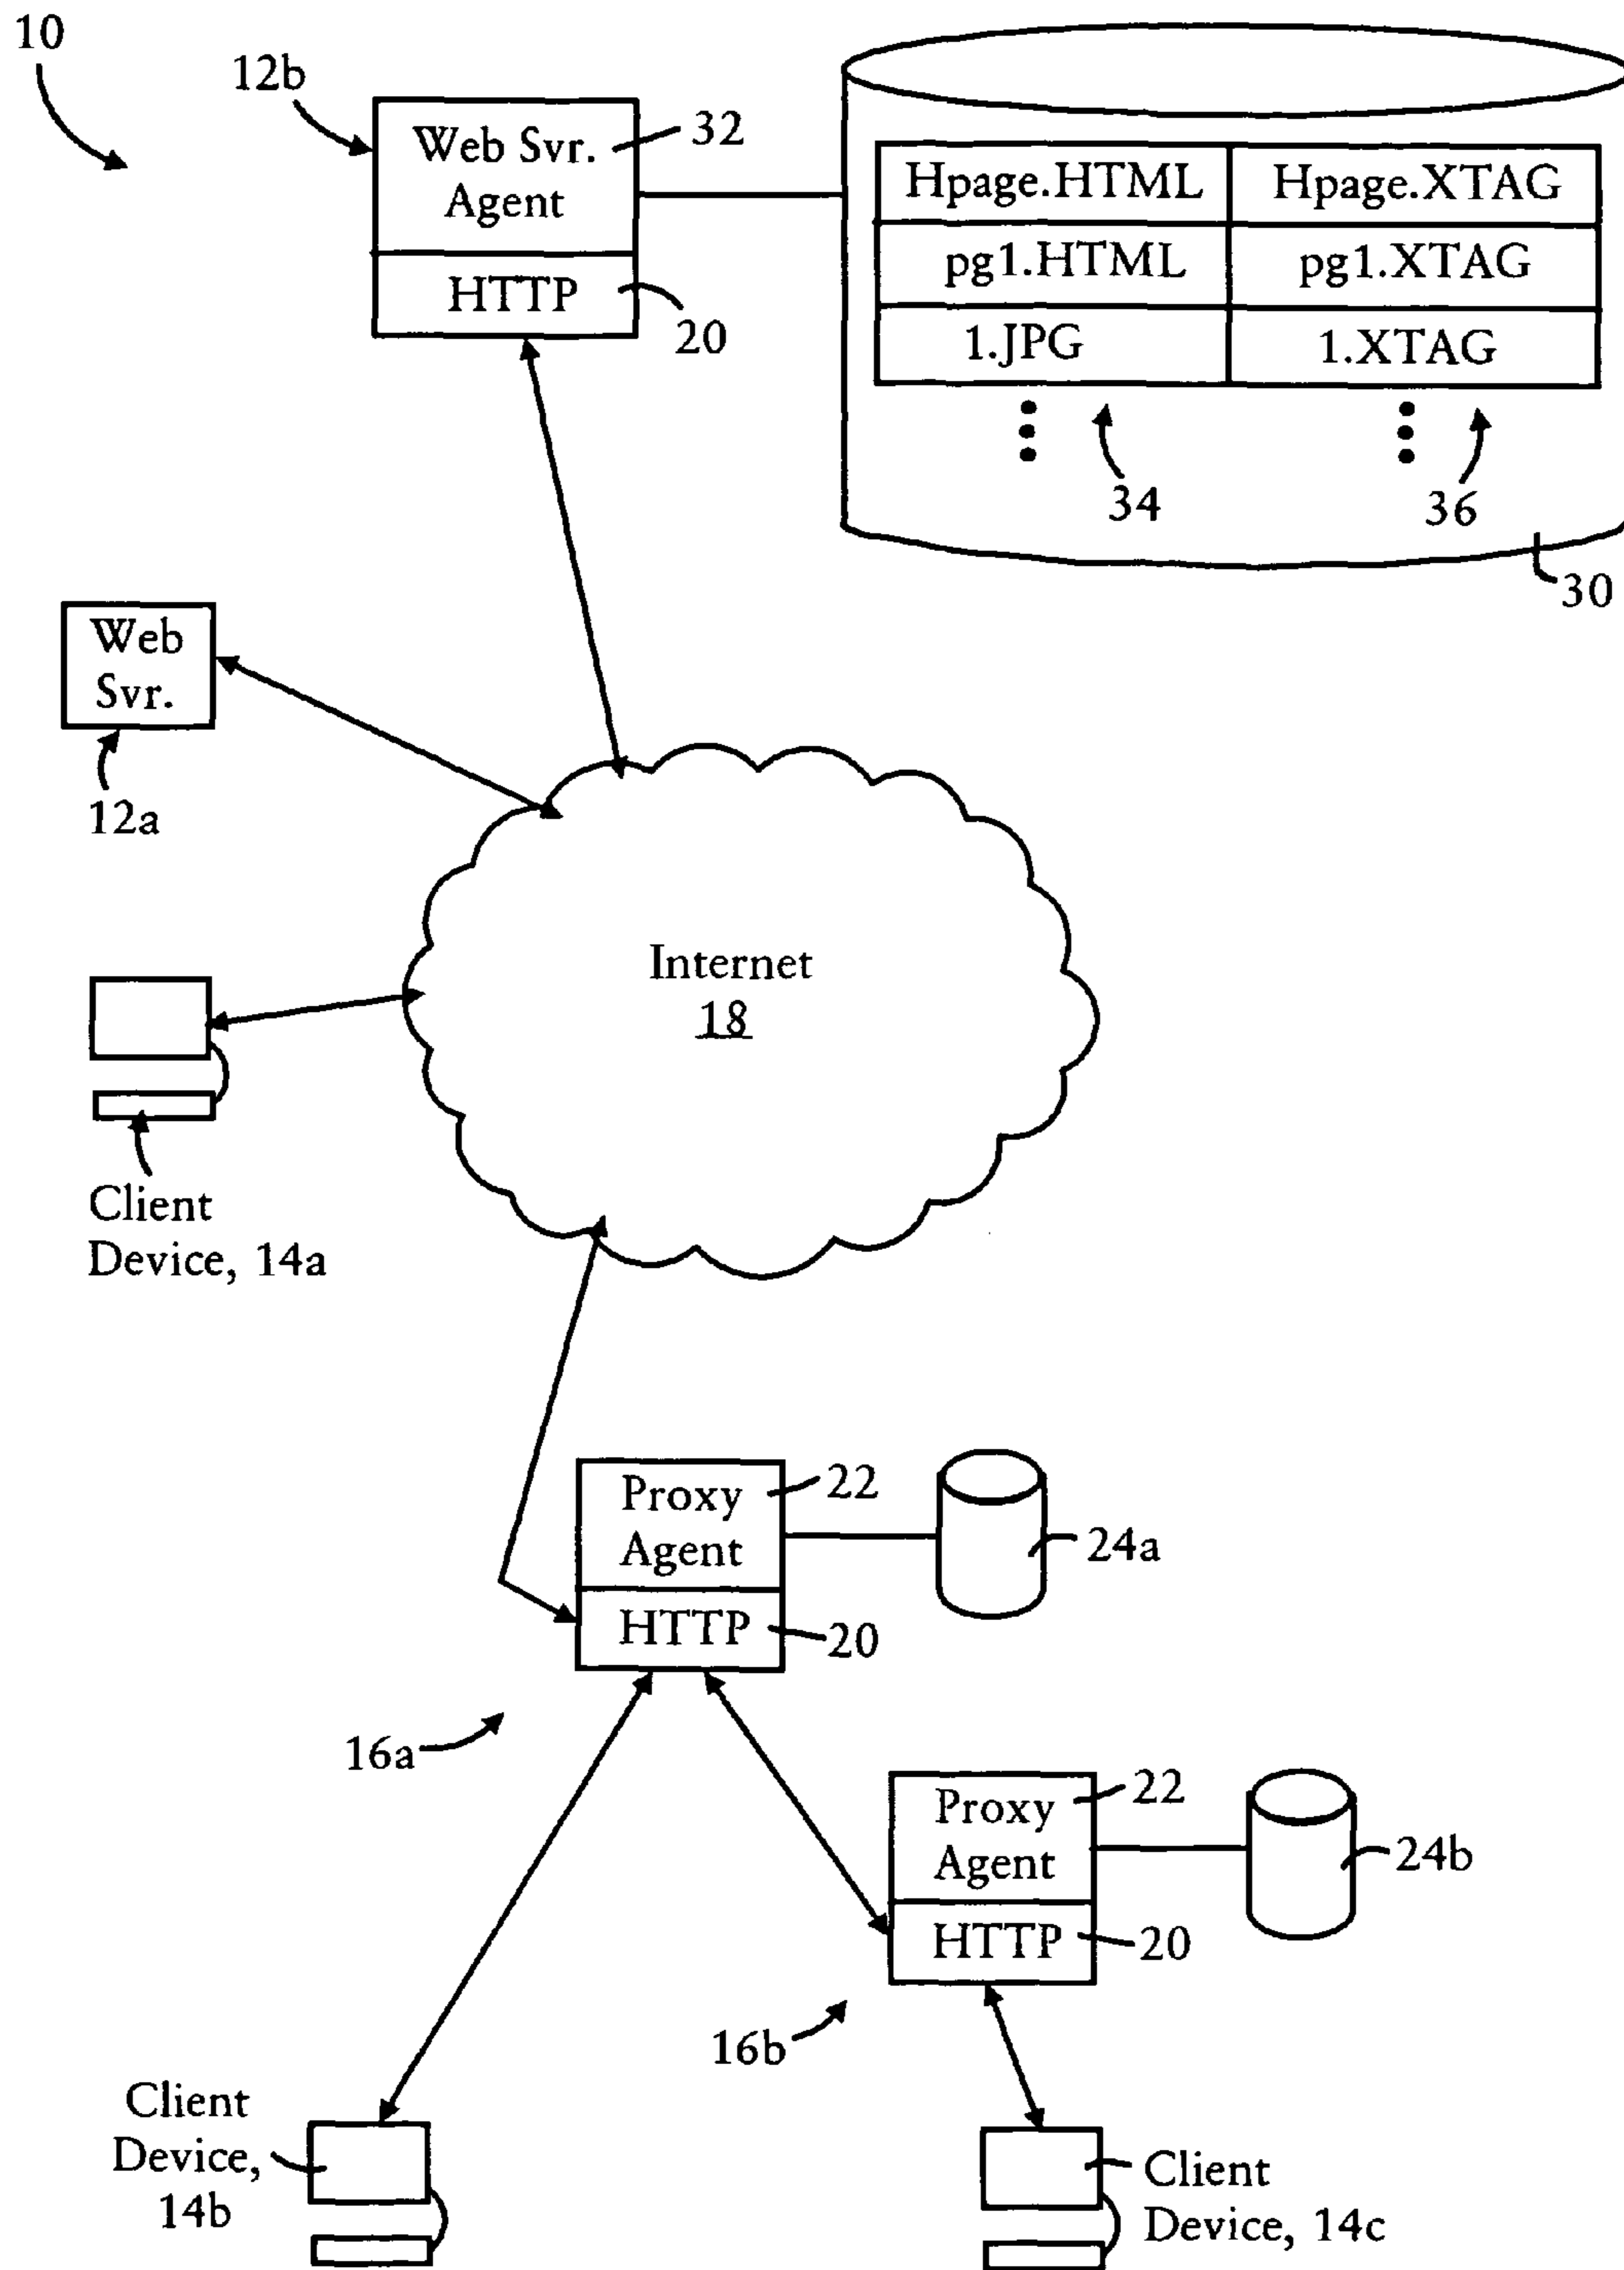 10
12b
Web Svr.
Agent
32
HTTP
20
Hpage.HTML
Hpage.XTAG
pg1.HTML
pg1.XTAG
1.JPG
1.XTAG
34
36
30
Web
Svr.
12a
Internet
18
Client
Device, 14a
Proxy
Agent
22
24a
HTTP
20
16a
Proxy
Agent
22
24b
HTTP
20
16b
Client
Device,
14b
Client
Device, 14c